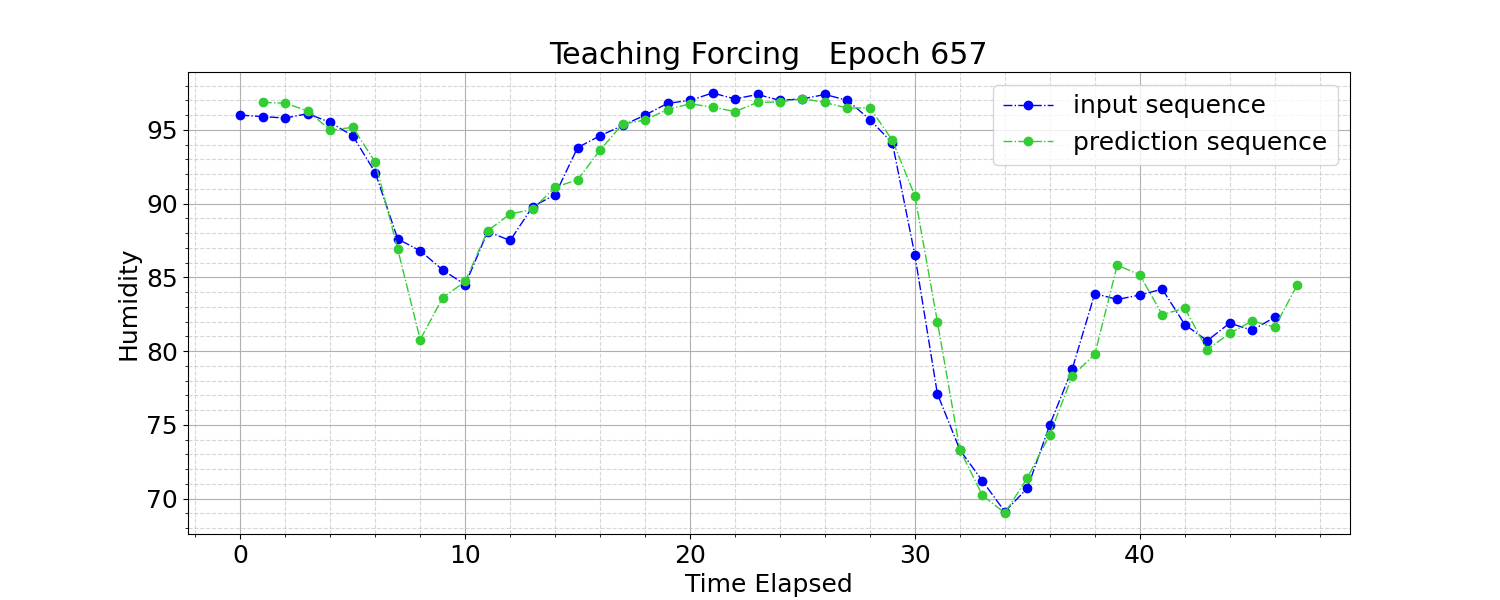 Teaching Forcing   Epoch 657
input sequence
prediction sequence
Humidity
95
90
85
80
75
70
0 10 20 30 40
Time Elapsed